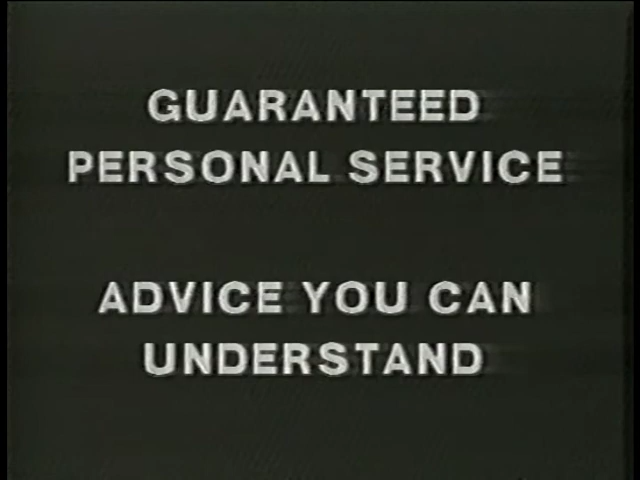 GUARANTEED
PERSONAL SERVICE
ADVICE YOU CAN
UNDERSTAND